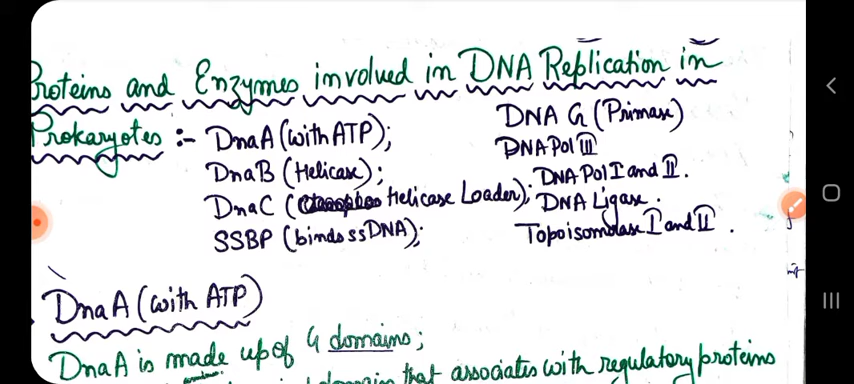 Proteins and Enzymes involved in DNA Replication in
Prokaryotes :- DnaA (with ATP);
DnaB (Helicase);
DnaC (Helicase Loader);
SSBP (binds ssDNA);
DNA G (Primase)
DNA Pol III
DNA Pol I and II.
DNA Ligase.
Topoisomolase I and II.
DnaA (with ATP)
DnaA is made up of 4 domains;
domain that associates with regulatory proteins